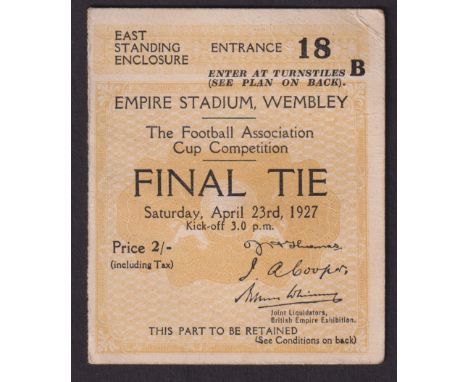 EAST
STANDING
ENCLOSURE
ENTRANCE 18
B
ENTER AT TURNSTILES
(SEE PLAN ON BACK).
EMPIRE STADIUM, WEMBLEY
The Football Association
Cup Competition
FINAL TIE
Saturday, April 23rd, 1927
Kick-off 3.0 p.m.
Price 2/-
(including Tax)
J. A. Cooper.
Joint Liquidators,
British Empire Exhibition.
THIS PART TO BE RETAINED
(See Conditions on back)